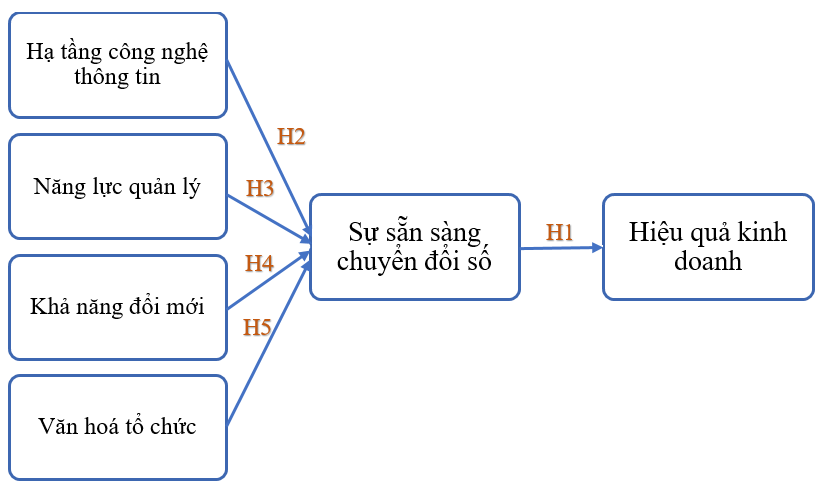 Hạ tầng công nghệ
thông tin
H2
Năng lực quản lý
H3
Sự sẵn sàng
chuyển đổi số
H1
Hiệu quả kinh
doanh
Khả năng đổi mới
H4
H5
Văn hoá tổ chức